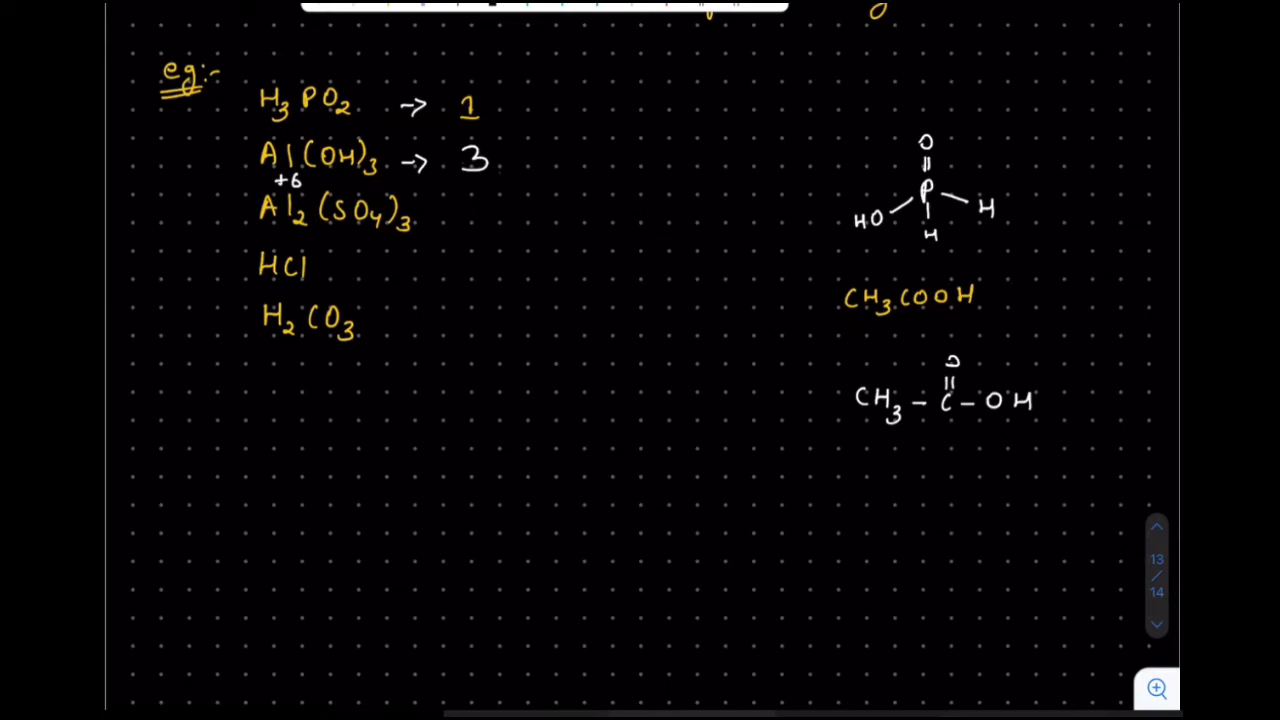 eg:-
H₃PO₂ → 1
Al(OH)₃ → 3
+6
Al₂(SO₄)₃
HCl
H₂CO₃
O
||
P
HO
H
H
CH₃COOH
O
||
CH₃ - C - OH
13
/
14